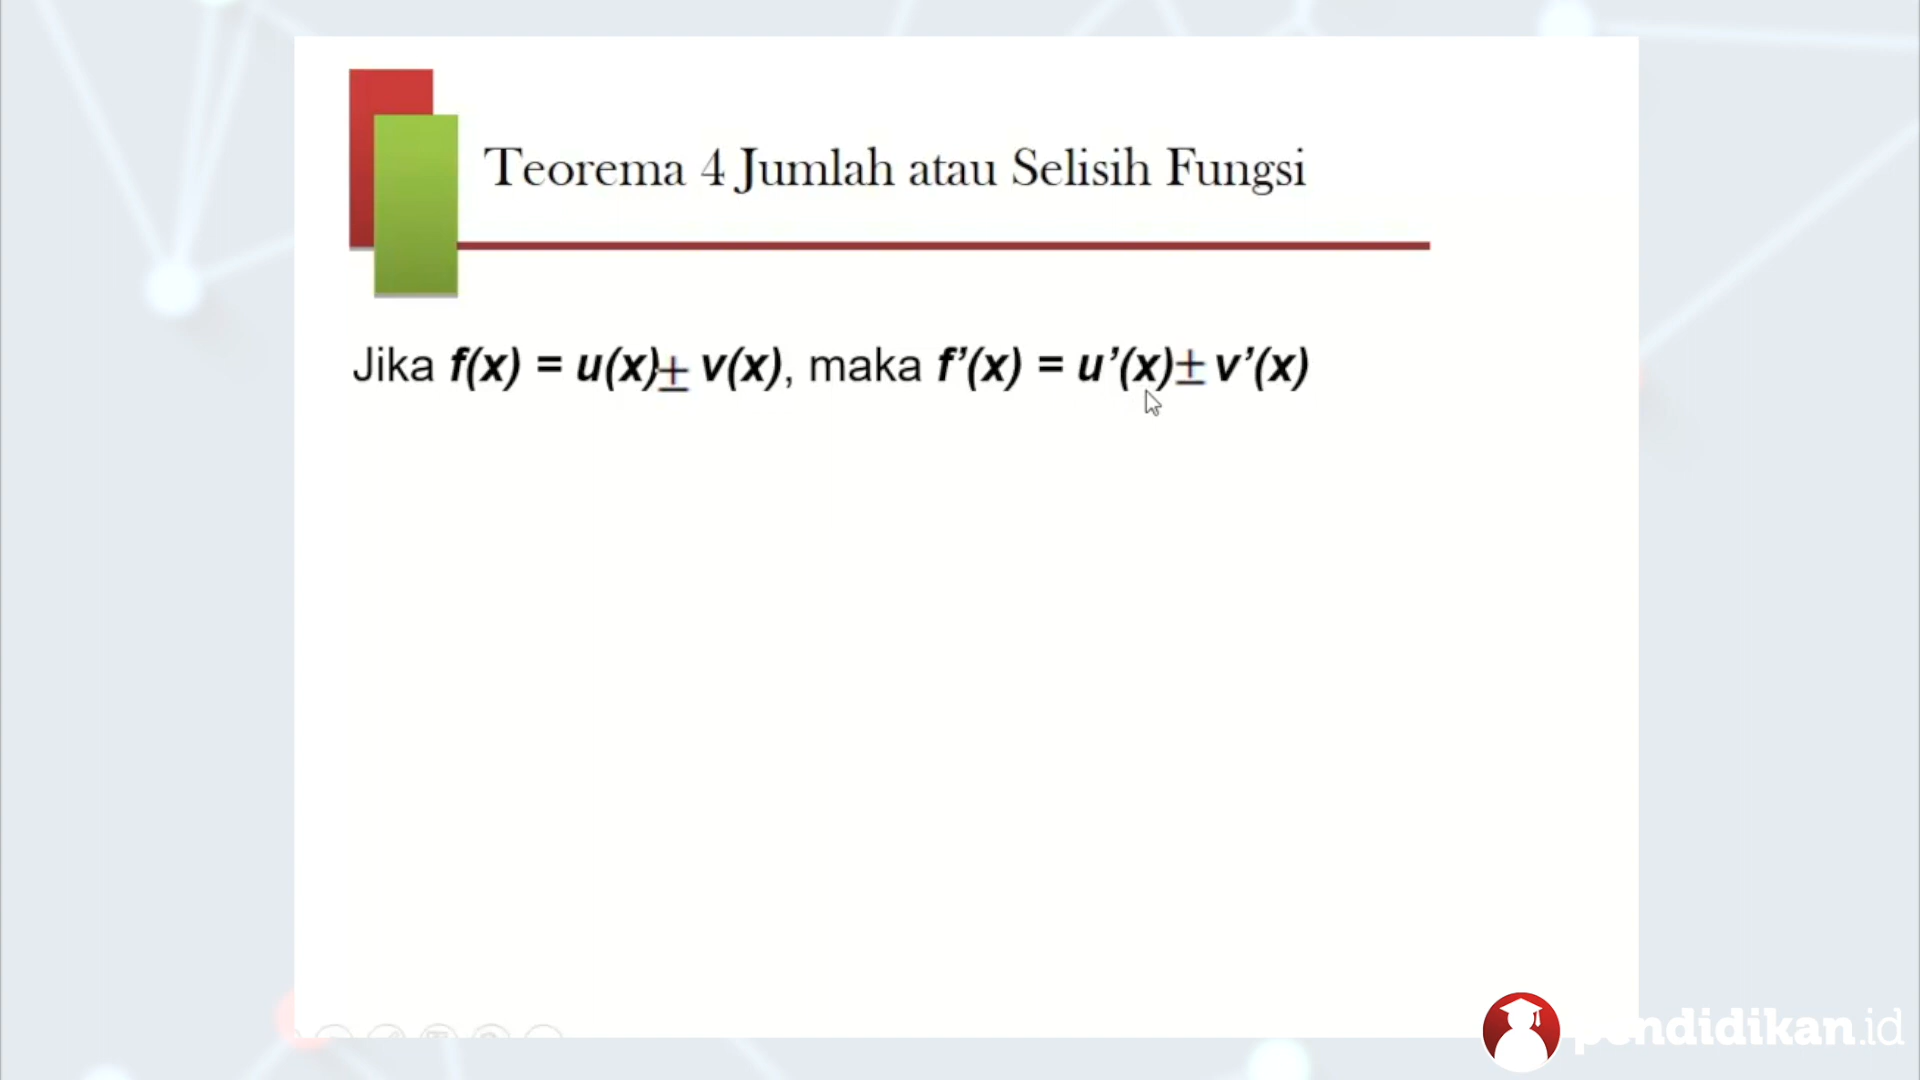 Teorema 4 Jumlah atau Selisih Fungsi
Jika f(x) = u(x)± v(x), maka f’(x) = u’(x)± v’(x)
pendidikan.id